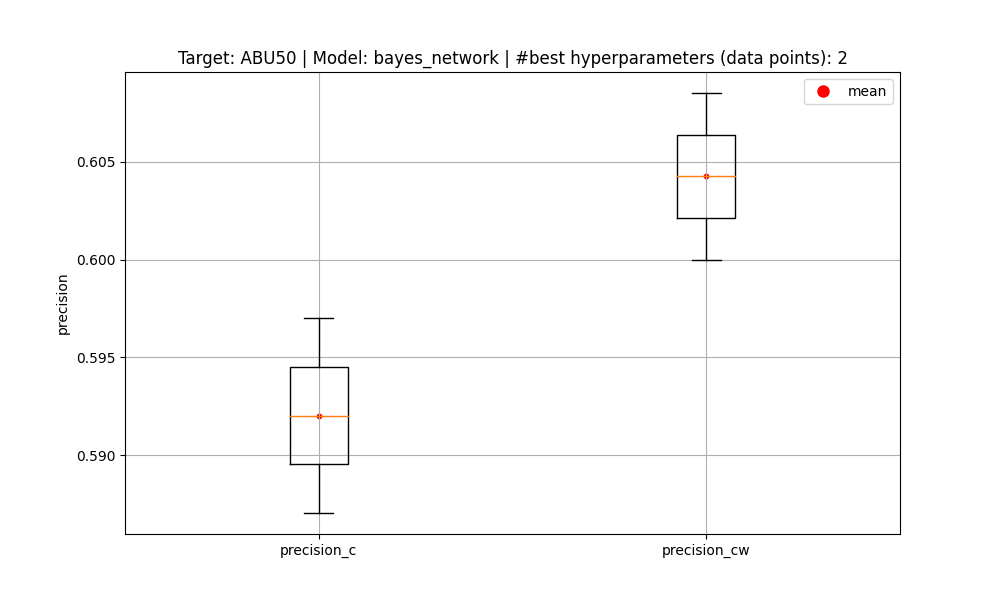 Target: ABU50 | Model: bayes_network | #best hyperparameters (data points): 2
mean
0.605
0.600
0.595
0.590
precision
precision_c
precision_cw